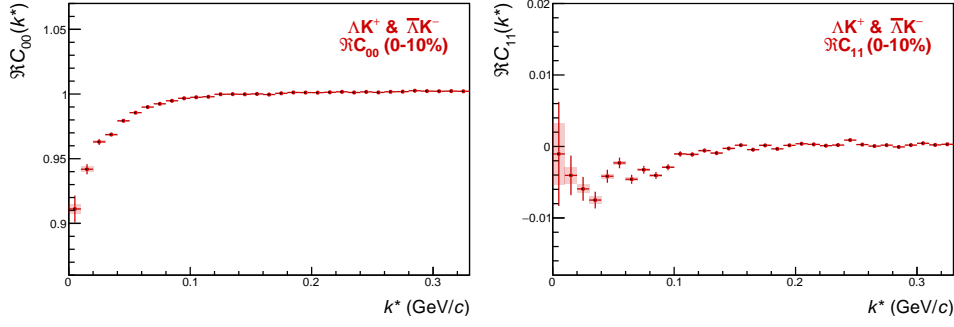 ΛK⁺ & Λ̅K⁻
ℜC₀₀ (0-10%)
ℜC₀₀(k*)
1.05
1
0.95
0.9
0
0.1
0.2
0.3
k* (GeV/c)
ΛK⁺ & Λ̅K⁻
ℜC₁₁ (0-10%)
ℜC₁₁(k*)
0.02
0.01
0
−0.01
0
0.1
0.2
0.3
k* (GeV/c)